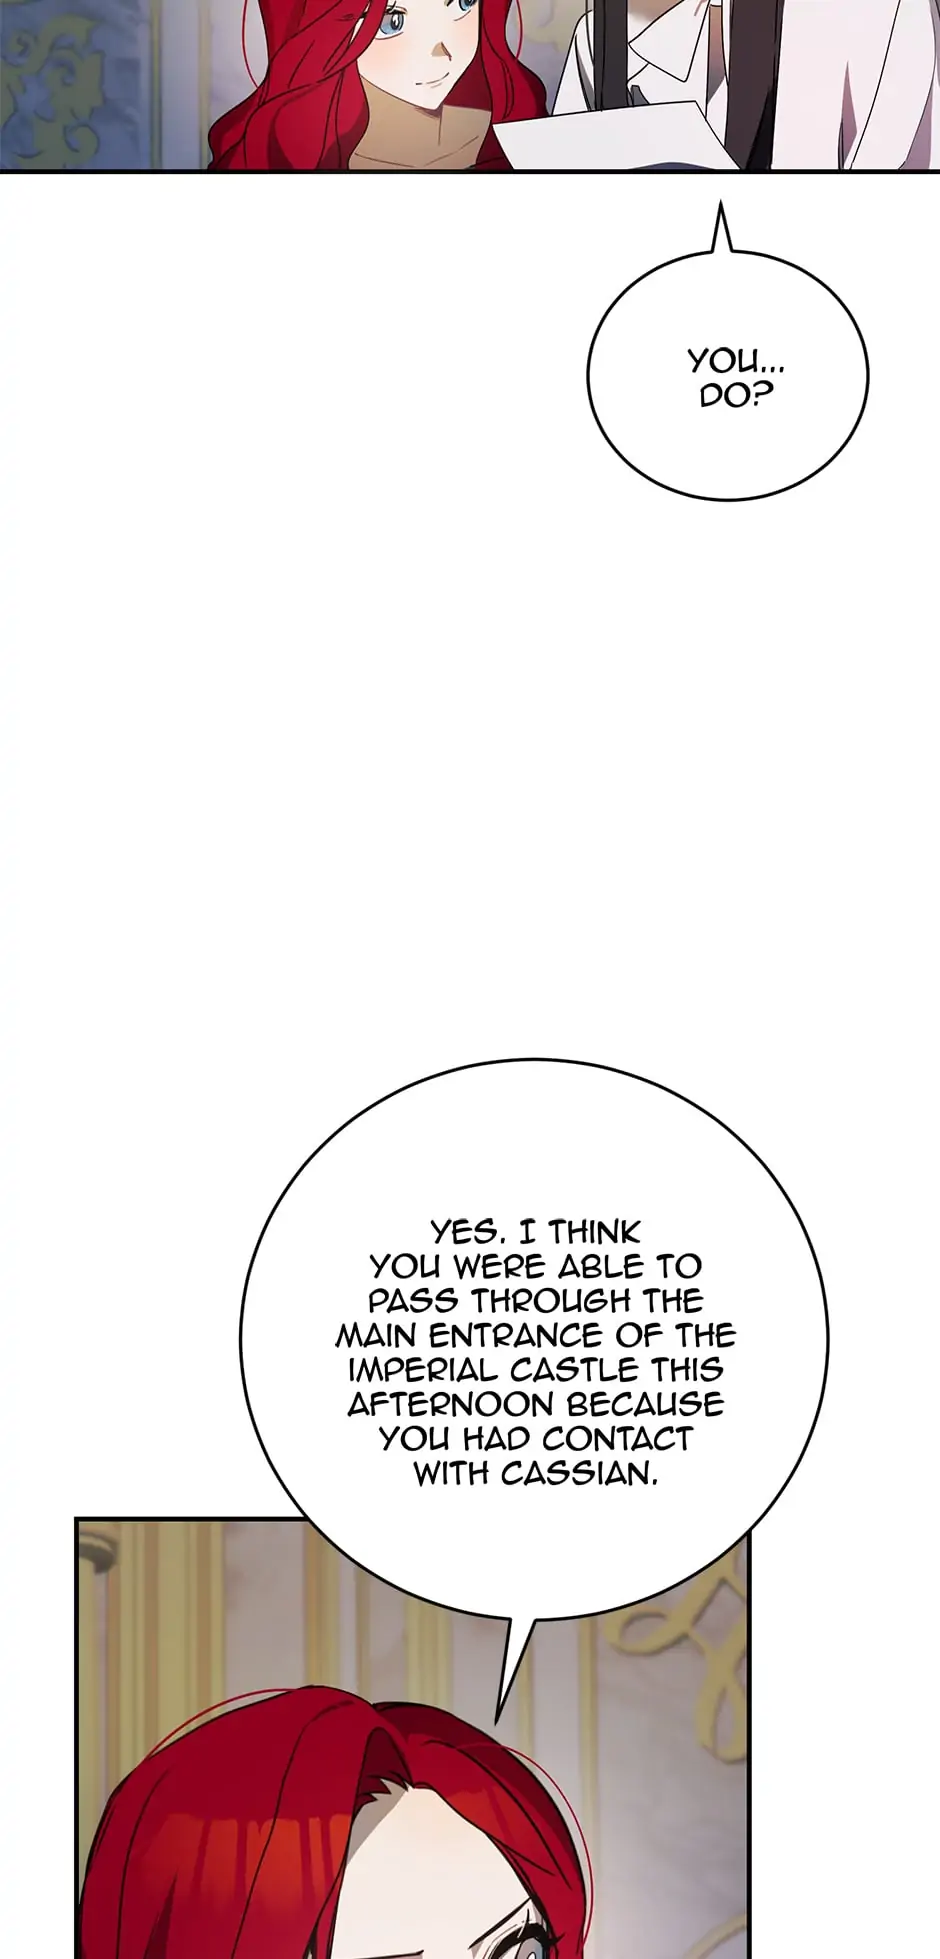 YOU...
DO?
YES. I THINK
YOU WERE ABLE TO
PASS THROUGH THE
MAIN ENTRANCE OF THE
IMPERIAL CASTLE THIS
AFTERNOON BECAUSE
YOU HAD CONTACT
WITH CASSIAN.